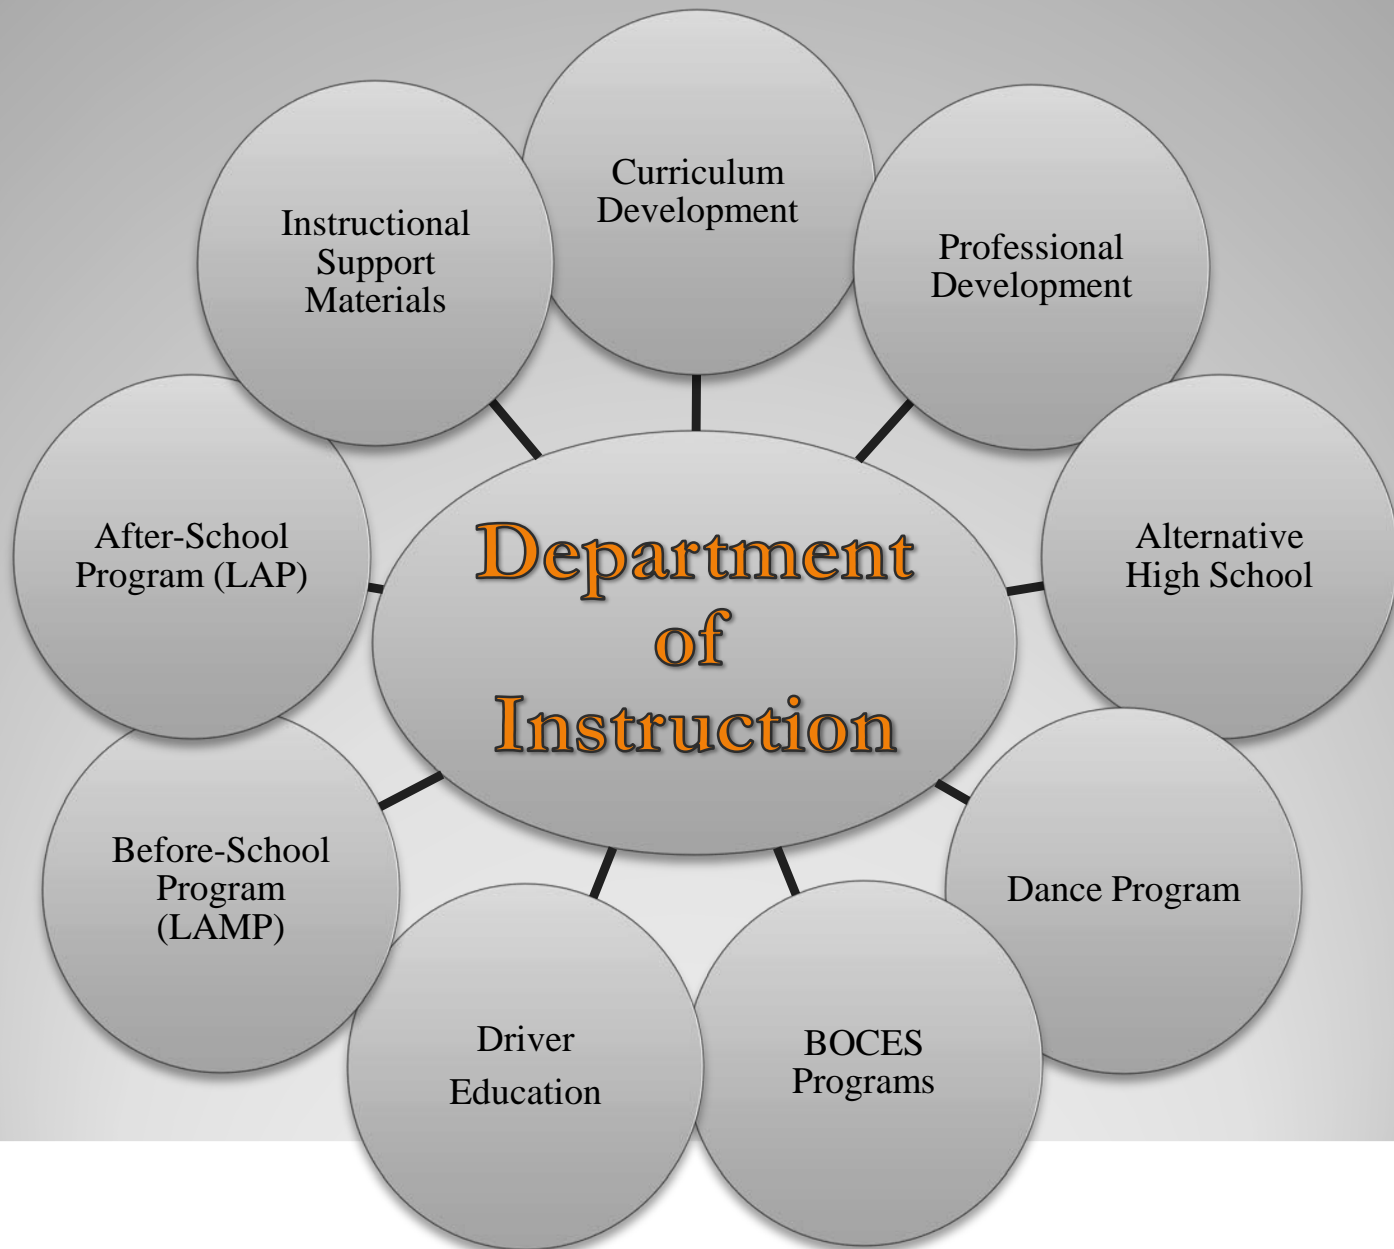 Curriculum
Development
Professional
Development
Alternative
High School
Dance Program
BOCES
Programs
Driver
Education
Before-School
Program
(LAMP)
After-School
Program (LAP)
Instructional
Support
Materials
Department
of
Instruction